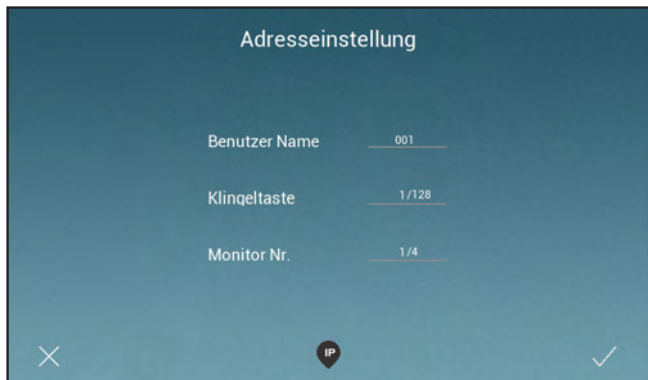 Adresseinstellung
Benutzer Name 001
Klingeltaste 1/128
Monitor Nr. 1/4
IP